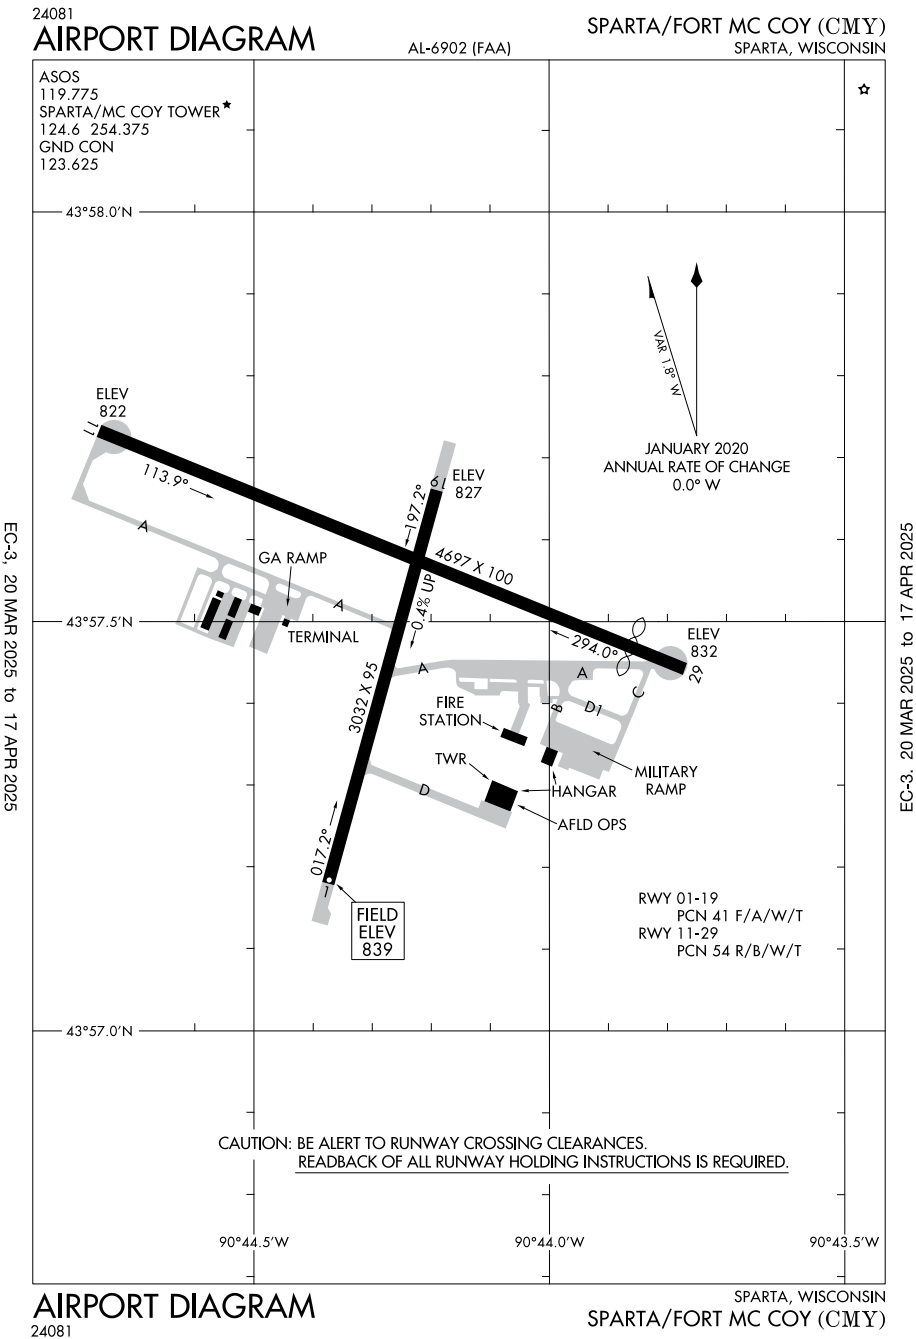 24081
AIRPORT DIAGRAM
AL-6902 (FAA)
SPARTA/FORT MC COY (CMY)
SPARTA, WISCONSIN
ASOS
119.775
SPARTA/MC COY TOWER★
124.6 254.375
GND CON
123.625
43°58.0'N
VAR 1.8° W
JANUARY 2020
ANNUAL RATE OF CHANGE
0.0° W
ELEV
822
11
113.9°
A
19
ELEV
827
197.2°
4697 X 100
GA RAMP
A
TERMINAL
0.4% UP
43°57.5'N
294.0°
ELEV
832
29
3032 X 95
A
A
C
B
D1
FIRE
STATION
TWR
HANGAR
MILITARY
RAMP
D
AFLD OPS
017.2°
1
FIELD
ELEV
839
RWY 01-19
PCN 41 F/A/W/T
RWY 11-29
PCN 54 R/B/W/T
43°57.0'N
CAUTION: BE ALERT TO RUNWAY CROSSING CLEARANCES.
READBACK OF ALL RUNWAY HOLDING INSTRUCTIONS IS REQUIRED.
90°44.5'W
90°44.0'W
90°43.5'W
EC-3, 20 MAR 2025 to 17 APR 2025
EC-3, 20 MAR 2025 to 17 APR 2025
AIRPORT DIAGRAM
24081
SPARTA, WISCONSIN
SPARTA/FORT MC COY (CMY)